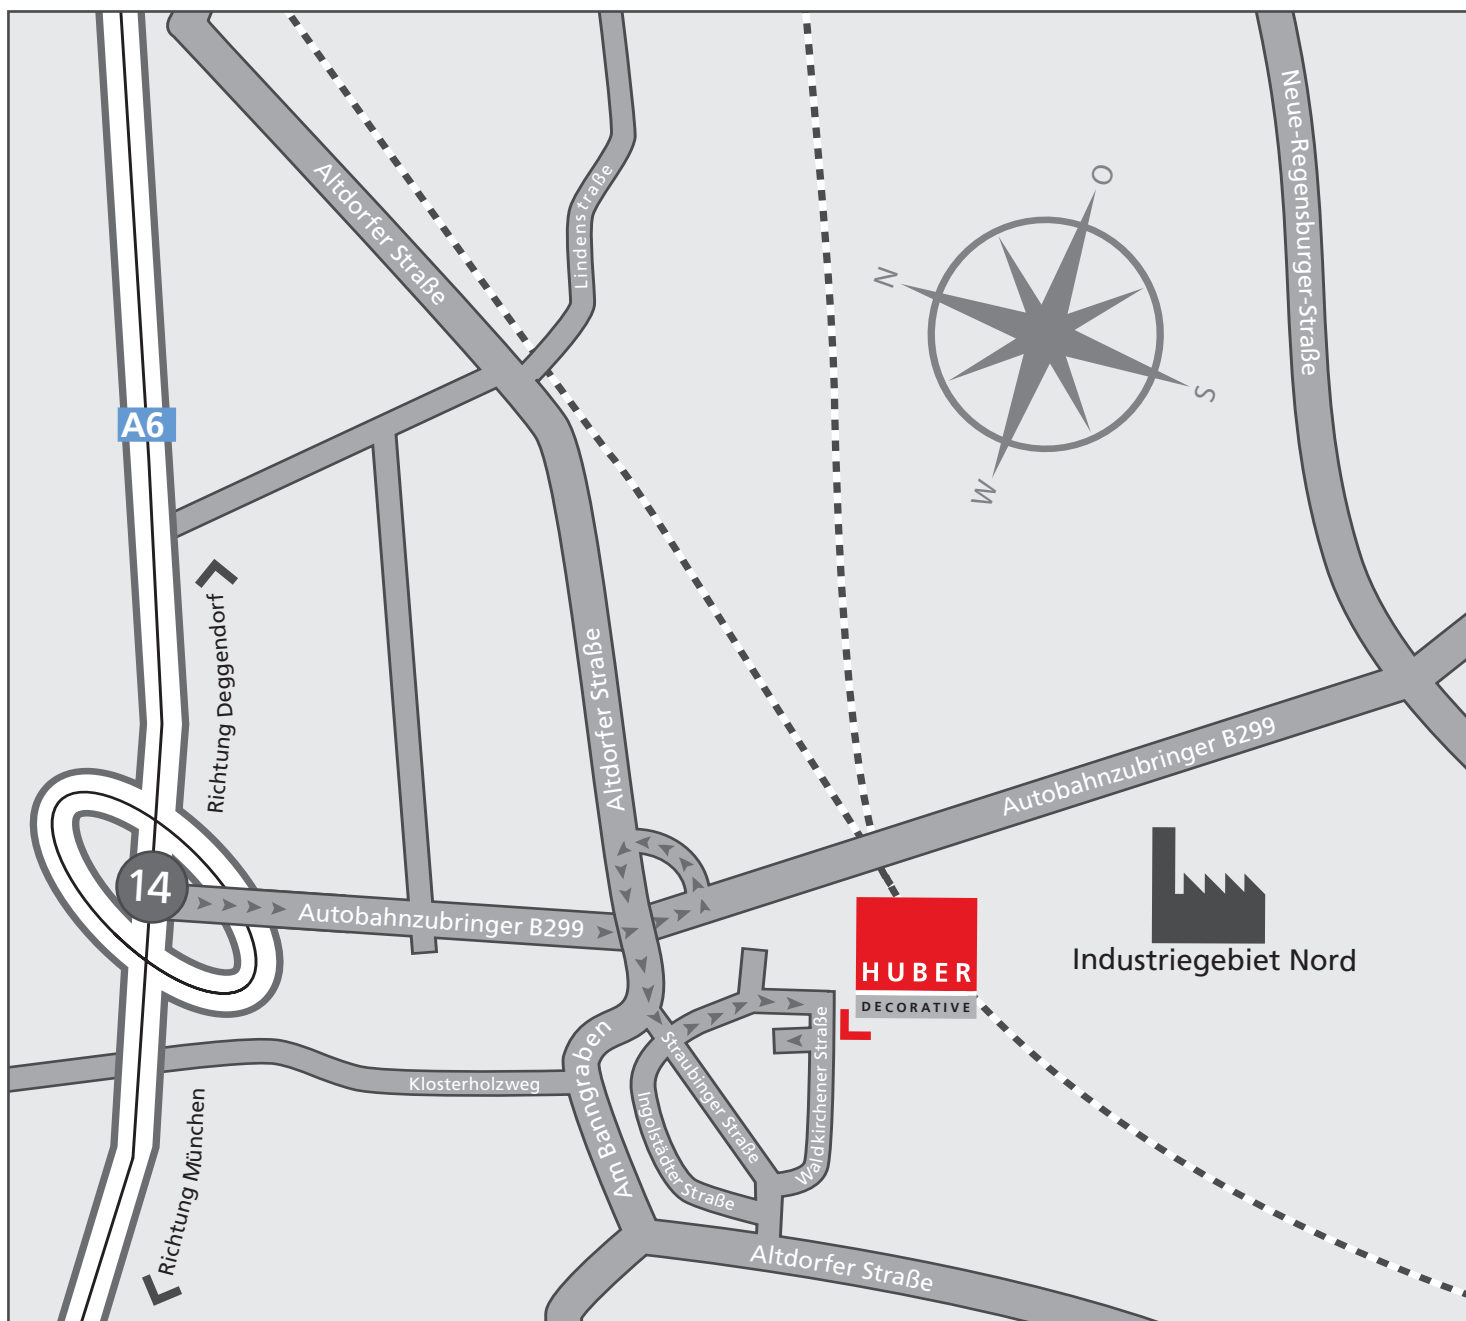 Altdorfer Straße
Lindenstraße
Neue-Regensburger-Straße
O
N
S
W
A6
Richtung Deggendorf
Altdorfer Straße
Autobahnzubringer B299
14
Autobahnzubringer B299
HUBER
DECORATIVE
Industriegebiet Nord
Klosterholzweg
Am Banngraben
Straubinger Straße
Ingolstädter Straße
Waldkirchener Straße
Richtung München
Altdorfer Straße